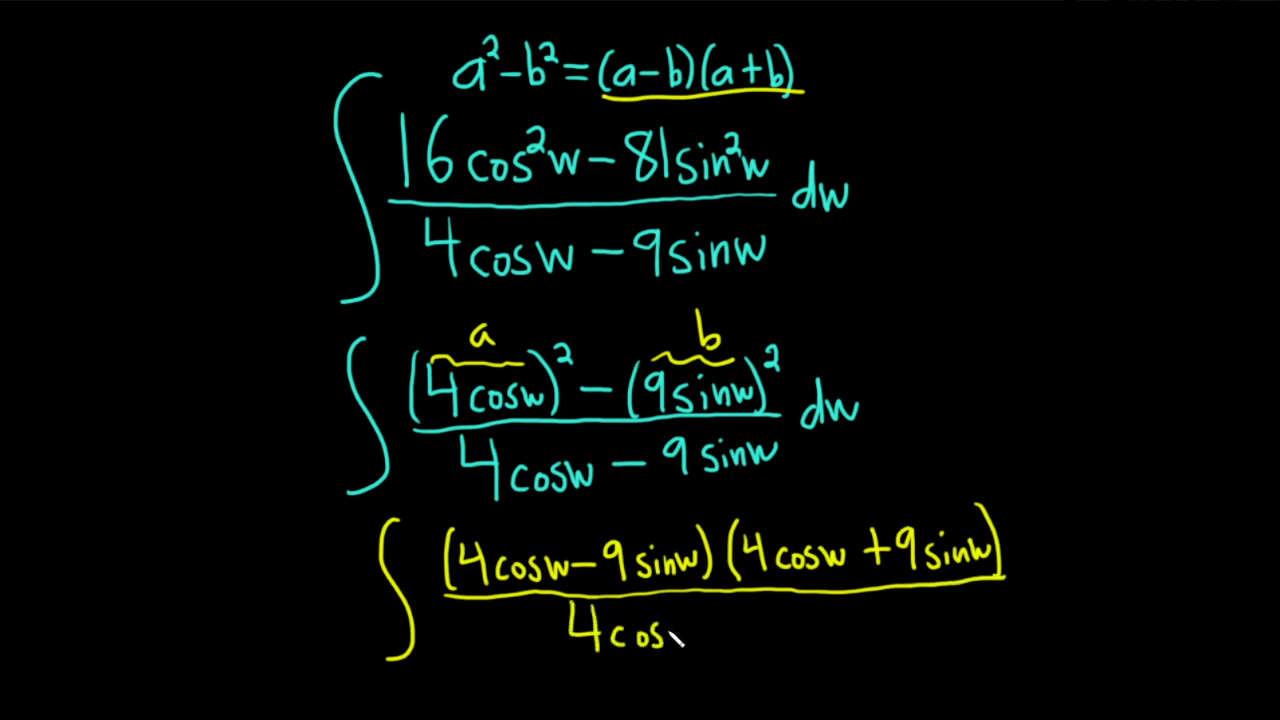 a²-b²=(a-b)(a+b)
∫ (16cos²w-81sin²w)/(4cosw-9sinw) dw
a b
∫ ((4cosw)²-(9sinw)²)/(4cosw-9sinw) dw
∫ (4cosw-9sinw)(4cosw+9sinw)
4cos